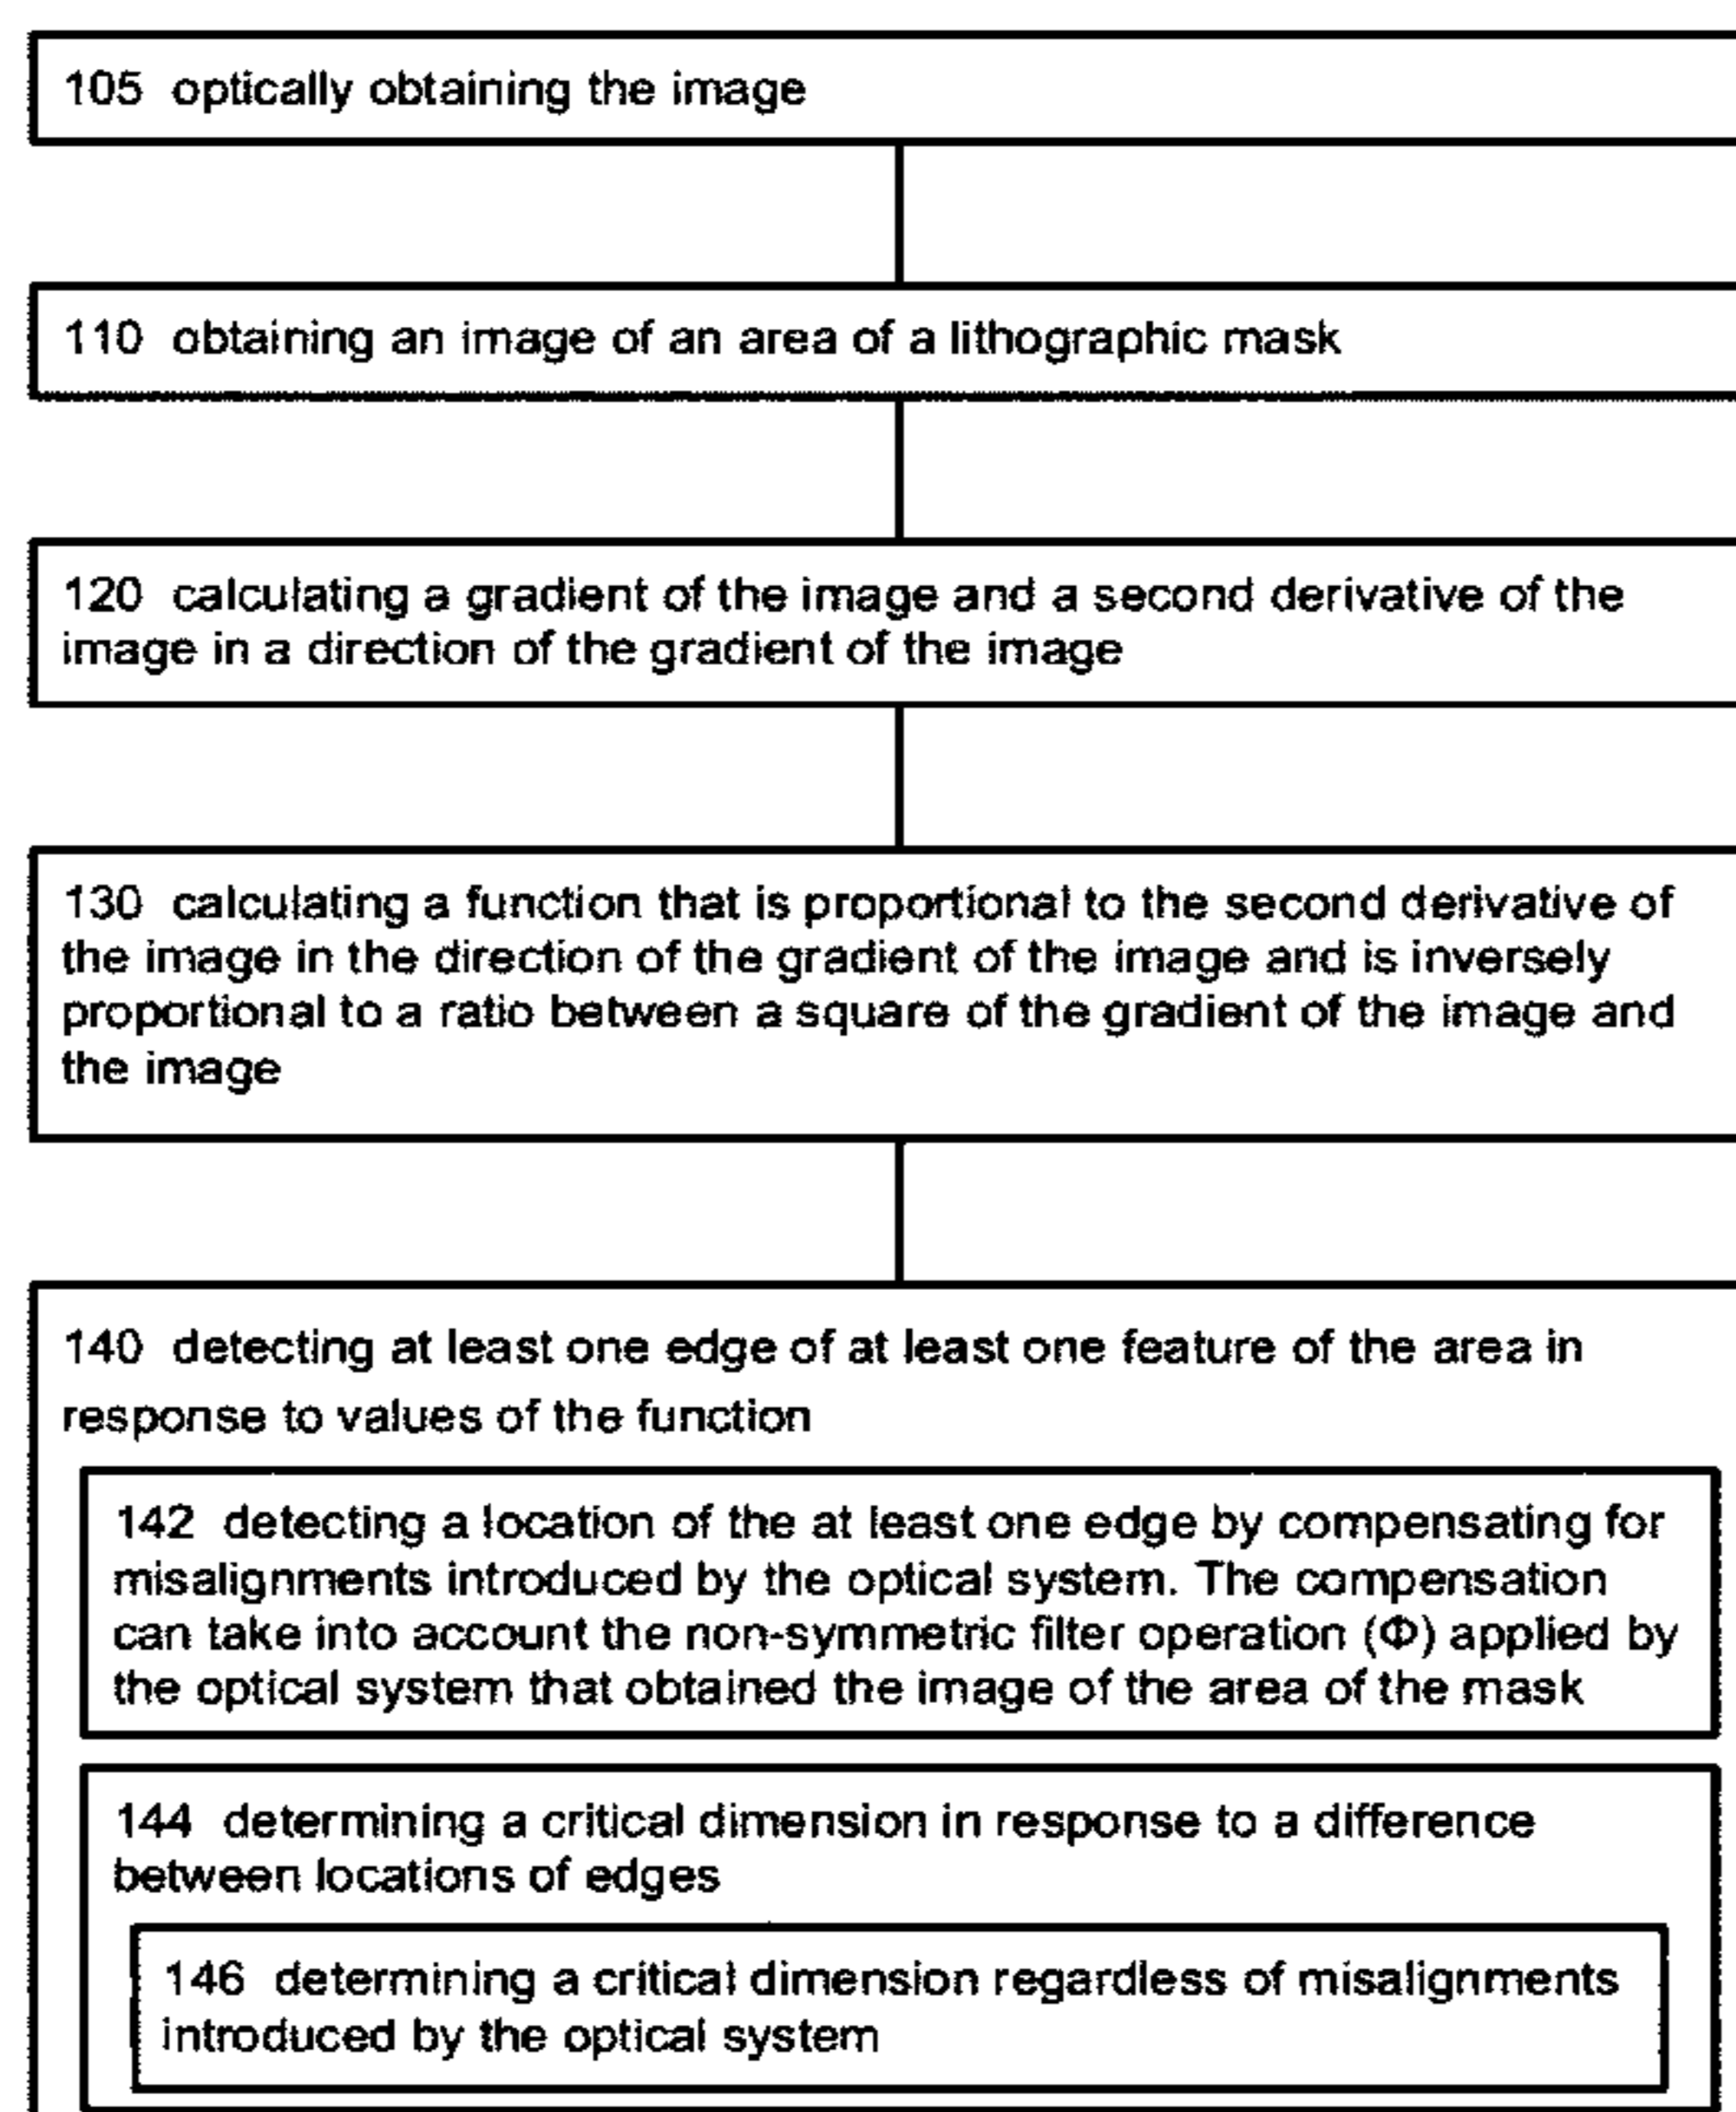 105 optically obtaining the image
110 obtaining an image of an area of a lithographic mask
120 calculating a gradient of the image and a second derivative of the
image in a direction of the gradient of the image
130 calculating a function that is proportional to the second derivative of
the image in the direction of the gradient of the image and is inversely
proportional to a ratio between a square of the gradient of the image and
the image
140 detecting at least one edge of at least one feature of the area in
response to values of the function
142 detecting a location of the at least one edge by compensating for
misalignments introduced by the optical system. The compensation
can take into account the non-symmetric filter operation (Φ) applied by
the optical system that obtained the image of the area of the mask
144 determining a critical dimension in response to a difference
between locations of edges
146 determining a critical dimension regardless of misalignments
introduced by the optical system